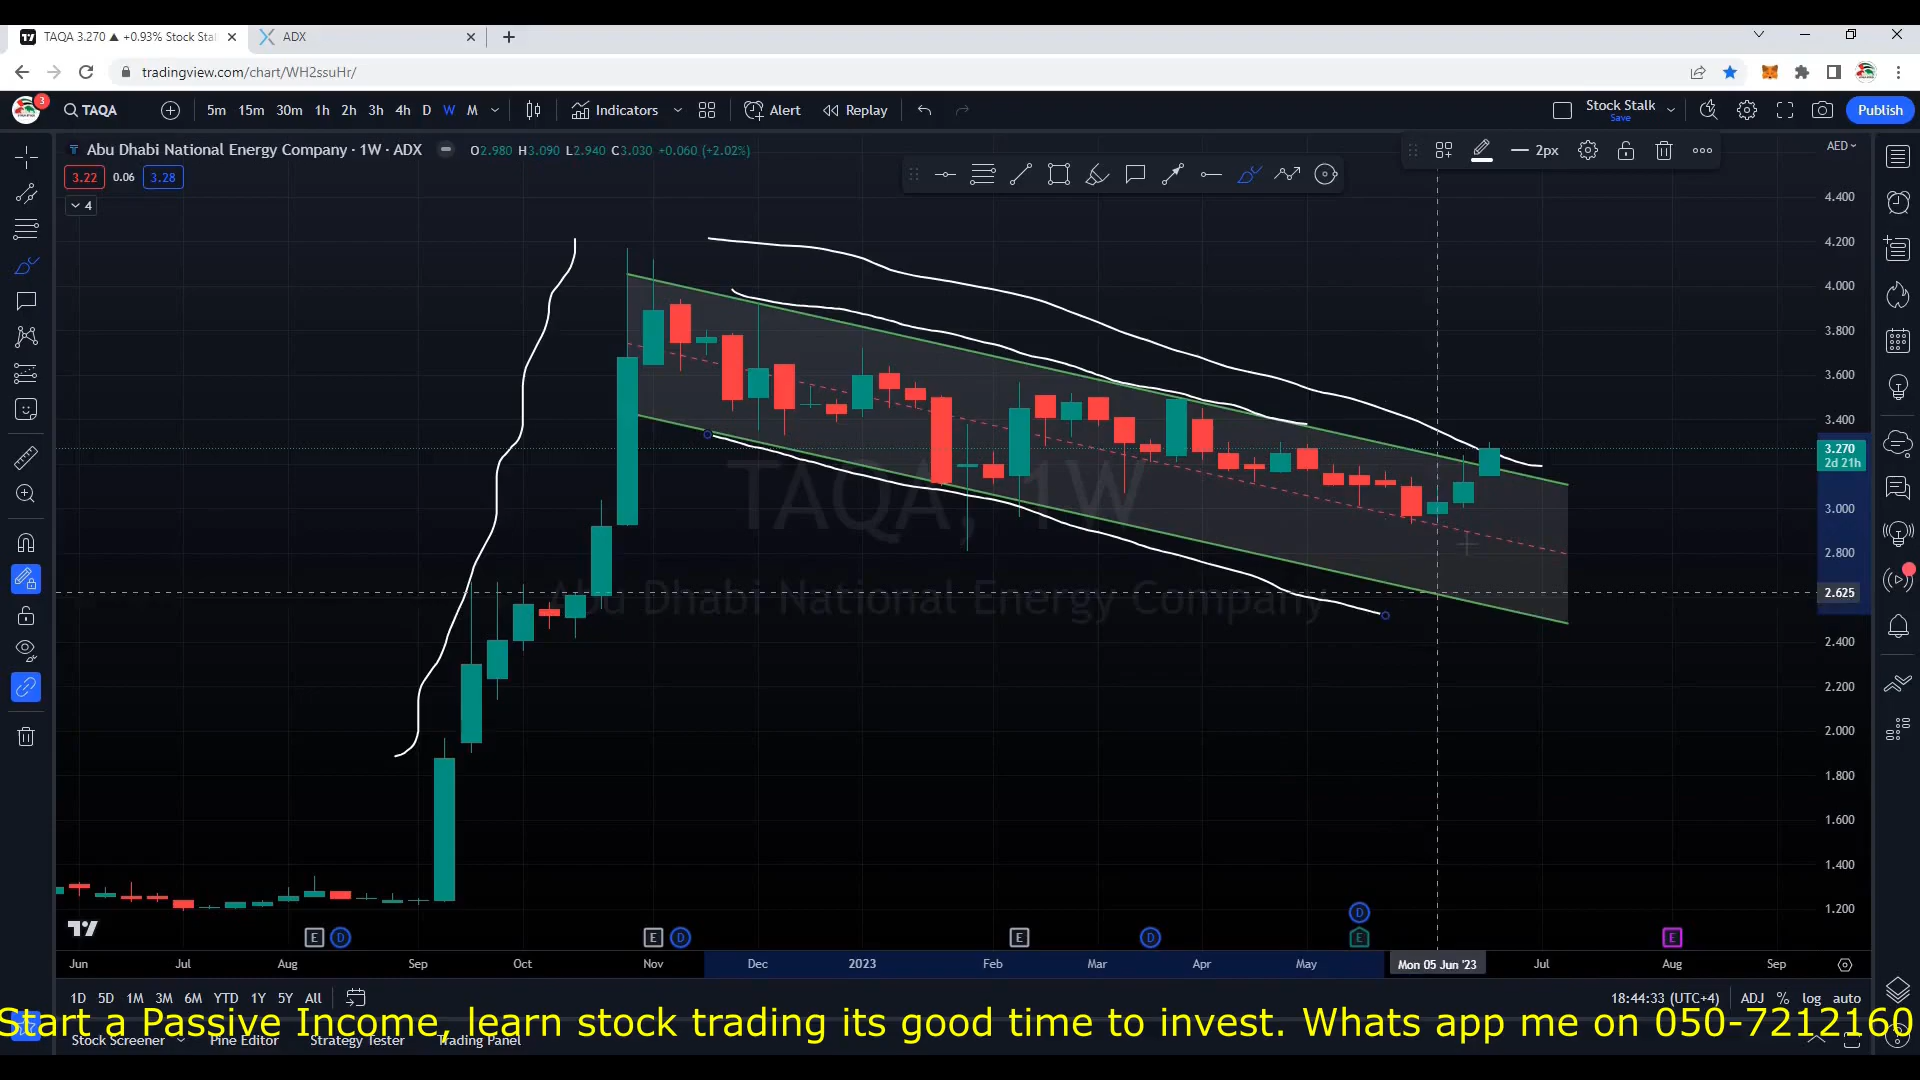 TAQA 3.270 ▲ +0.93% Stock Stal
ADX
tradingview.com/chart/WH2ssuHr/
3
TAQA
5m 15m 30m 1h 2h 3h 4h D W M
Indicators
Alert
Replay
Stock Stalk
Save
Publish
Abu Dhabi National Energy Company · 1W · ADX
O2.980 H3.090 L2.940 C3.030 +0.060 (+2.02%)
2px
AED
3.22 0.06 3.28
4
4.400
4.200
4.000
3.800
3.600
3.400
3.270
2d 21h
3.000
2.800
2.625
2.400
2.200
2.000
1.800
1.600
1.400
1.200
TAQA, 1W
Abu Dhabi National Energy Company
D
E D E D E D E E
Jun Jul Aug Sep Oct Nov Dec 2023 Feb Mar Apr May Mon 05 Jun '23 Jul Aug Sep
1D 5D 1M 3M 6M YTD 1Y 5Y All
18:44:33 (UTC+4) ADJ % log auto
Start a Passive Income, learn stock trading its good time to invest. Whats app me on 050-7212160
Stock Screener Pine Editor Strategy Tester Trading Panel